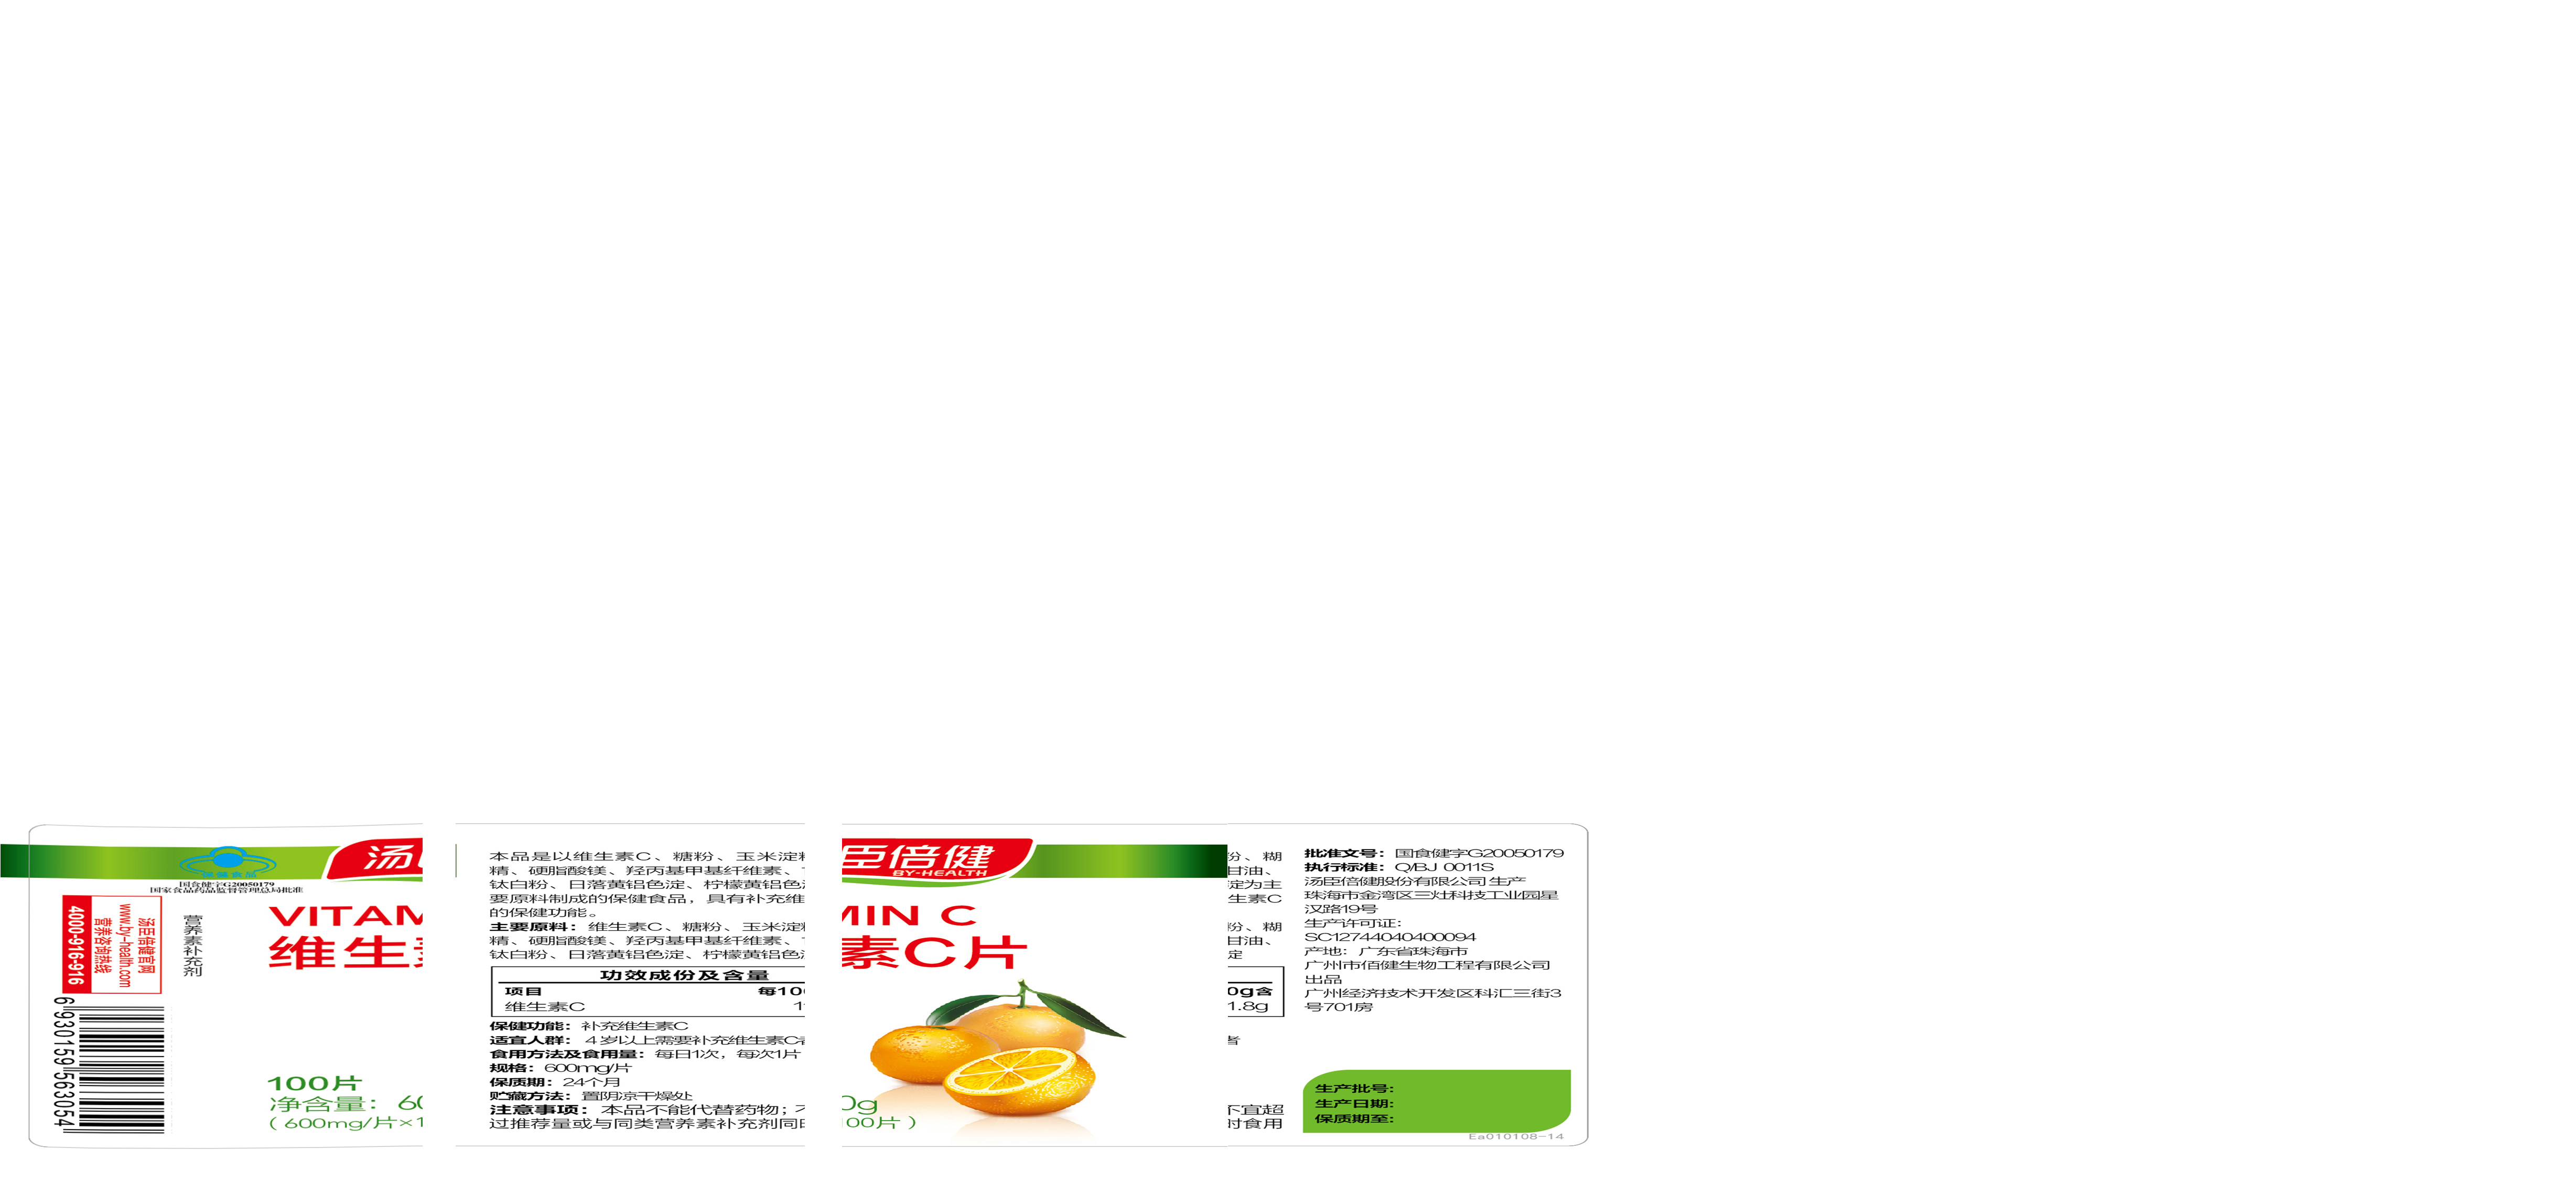 保健食品
国食健字G20050179
国家食品药品监督管理总局批准
汤臣倍健官网
www.by-health.com
营养咨询热线
4000-916-916
6 930159 563054
营养素补充剂
汤
VITAM
维生
100片
净含量：60
（600mg/片×1
本品是以维生素C、糖粉、玉米淀粉
精、硬脂酸镁、羟丙基甲基纤维素、
钛白粉、日落黄铝色淀、柠檬黄铝色淀
要原料制成的保健食品，具有补充维
的保健功能。
主要原料：维生素C、糖粉、玉米淀粉
精、硬脂酸镁、羟丙基甲基纤维素、
钛白粉、日落黄铝色淀、柠檬黄铝色淀
功效成份及含量
项目 每10
维生素C 1
保健功能：补充维生素C
适宜人群：4岁以上需要补充维生素C
食用方法及食用量：每日1次，每次1片
规格：600mg/片
保质期：24个月
贮藏方法：置阴凉干燥处
注意事项：本品不能代替药物；不
过推荐量或与同类营养素补充剂同
臣倍健
BY-HEALTH
MIN C
素C片
0g
00片）
粉、糊
甘油、
淀为主
生素C
粉、糊
甘油、
淀
0g含
1.8g
者
不宜超
时食用
批准文号：国食健字G20050179
执行标准：Q/BJ 0011S
汤臣倍健股份有限公司 生产
珠海市金湾区三灶科技工业园星
汉路19号
生产许可证：
SC12744040400094
产地：广东省珠海市
广州市佰健生物工程有限公司
出品
广州经济技术开发区科汇三街3
号701房
生产批号：
生产日期：
保质期至：
Ea010108-14